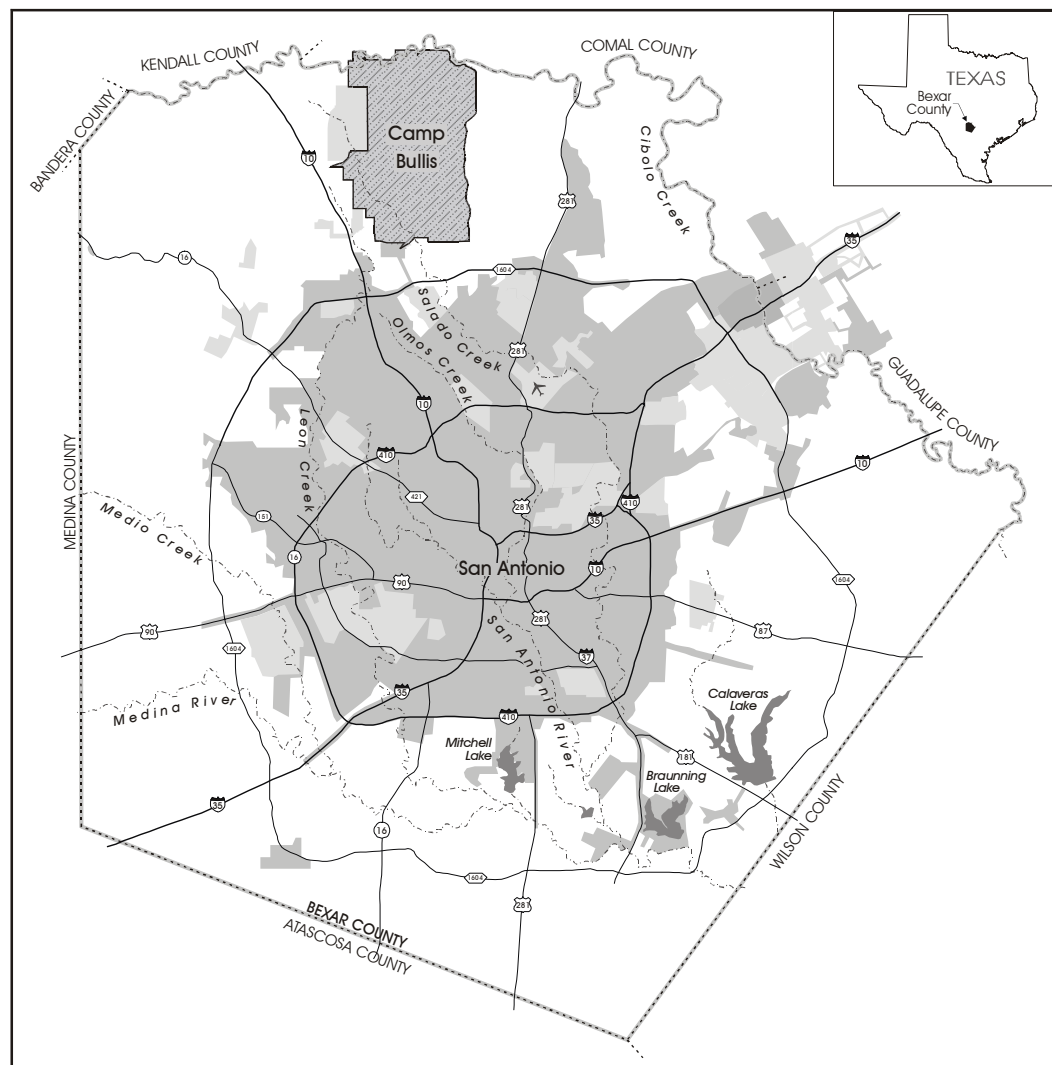 KENDALL COUNTY
COMAL COUNTY
BANDERA COUNTY
TEXAS
Bexar
County
Camp
Bullis
Cibolo Creek
10
281
35
16
1604
Salado Creek
Olmos Creek
281
GUADALUPE COUNTY
10
Leon Creek
410
10
421
281
410
MEDINA COUNTY
Medio Creek
151
35
16
San Antonio
10
90
1604
281
San Antonio River
87
90
1604
37
Medina River
35
410
Calaveras
Lake
Mitchell
Lake
181
Braunning
Lake
35
16
WILSON COUNTY
1604
281
BEXAR COUNTY
ATASCOSA COUNTY